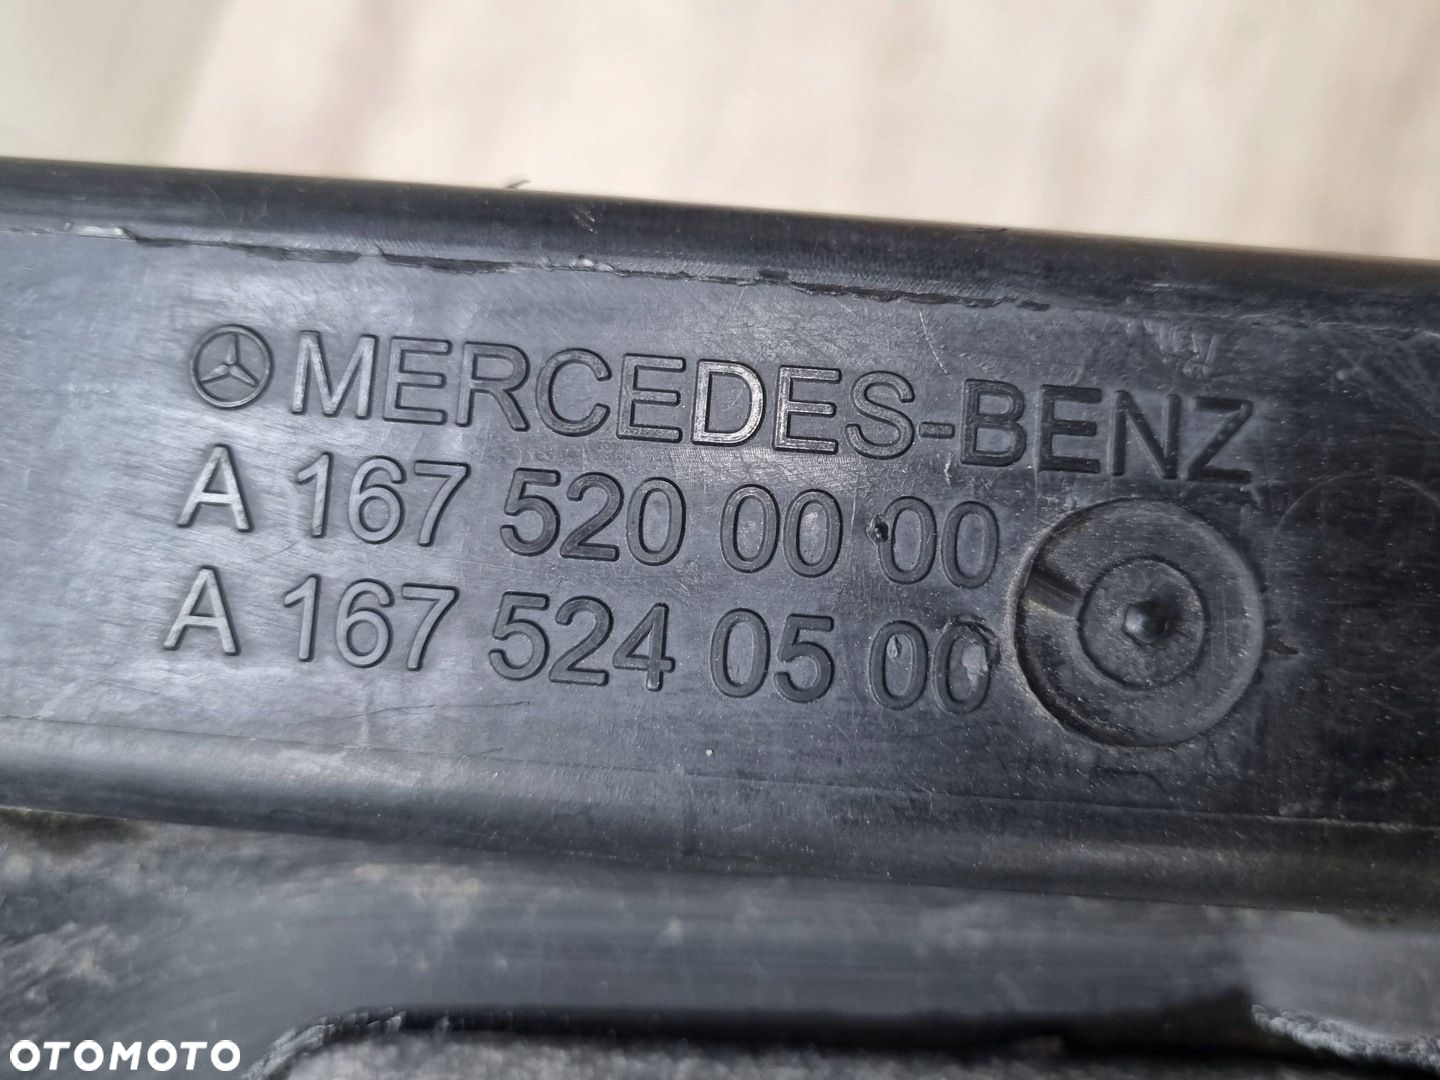 MERCEDES-BENZ
A 167 520 00 00
A 167 524 05 00
OTOMOTO